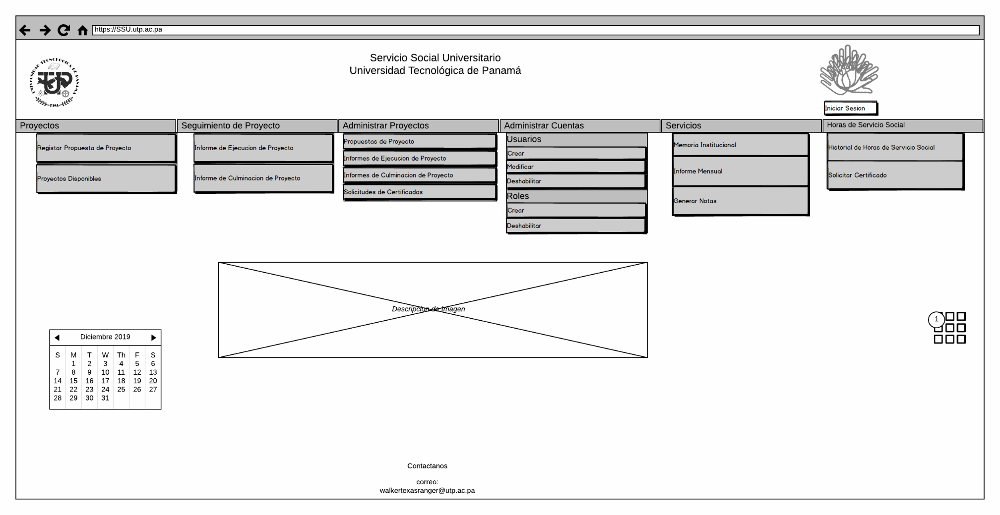 https://SSU.utp.ac.pa
Servicio Social Universitario
Universidad Tecnológica de Panamá
UNIVERSIDAD TECNOLOGICA DE PANAMA
UTP
1981
Iniciar Sesion
Proyectos
Registar Propuesta de Proyecto
Proyectos Disponibles
Seguimiento de Proyecto
Informe de Ejecucion de Proyecto
Informe de Culminacion de Proyecto
Administrar Proyectos
Propuestas de Proyecto
Informes de Ejecucion de Proyecto
Informes de Culminacion de Proyecto
Solicitudes de Certificados
Administrar Cuentas
Usuarios
Crear
Modificar
Deshabilitar
Roles
Crear
Deshabilitar
Servicios
Memoria Institucional
Informe Mensual
Generar Notas
Horas de Servicio Social
Historial de Horas de Servicio Social
Solicitar Certificado
Descripcion de Imagen
1
Diciembre 2019
S M T W Th F S
1 2 3 4 5 6
7 8 9 10 11 12 13
14 15 16 17 18 19 20
21 22 23 24 25 26 27
28 29 30 31
Contactanos
correo:
walkertexasranger@utp.ac.pa